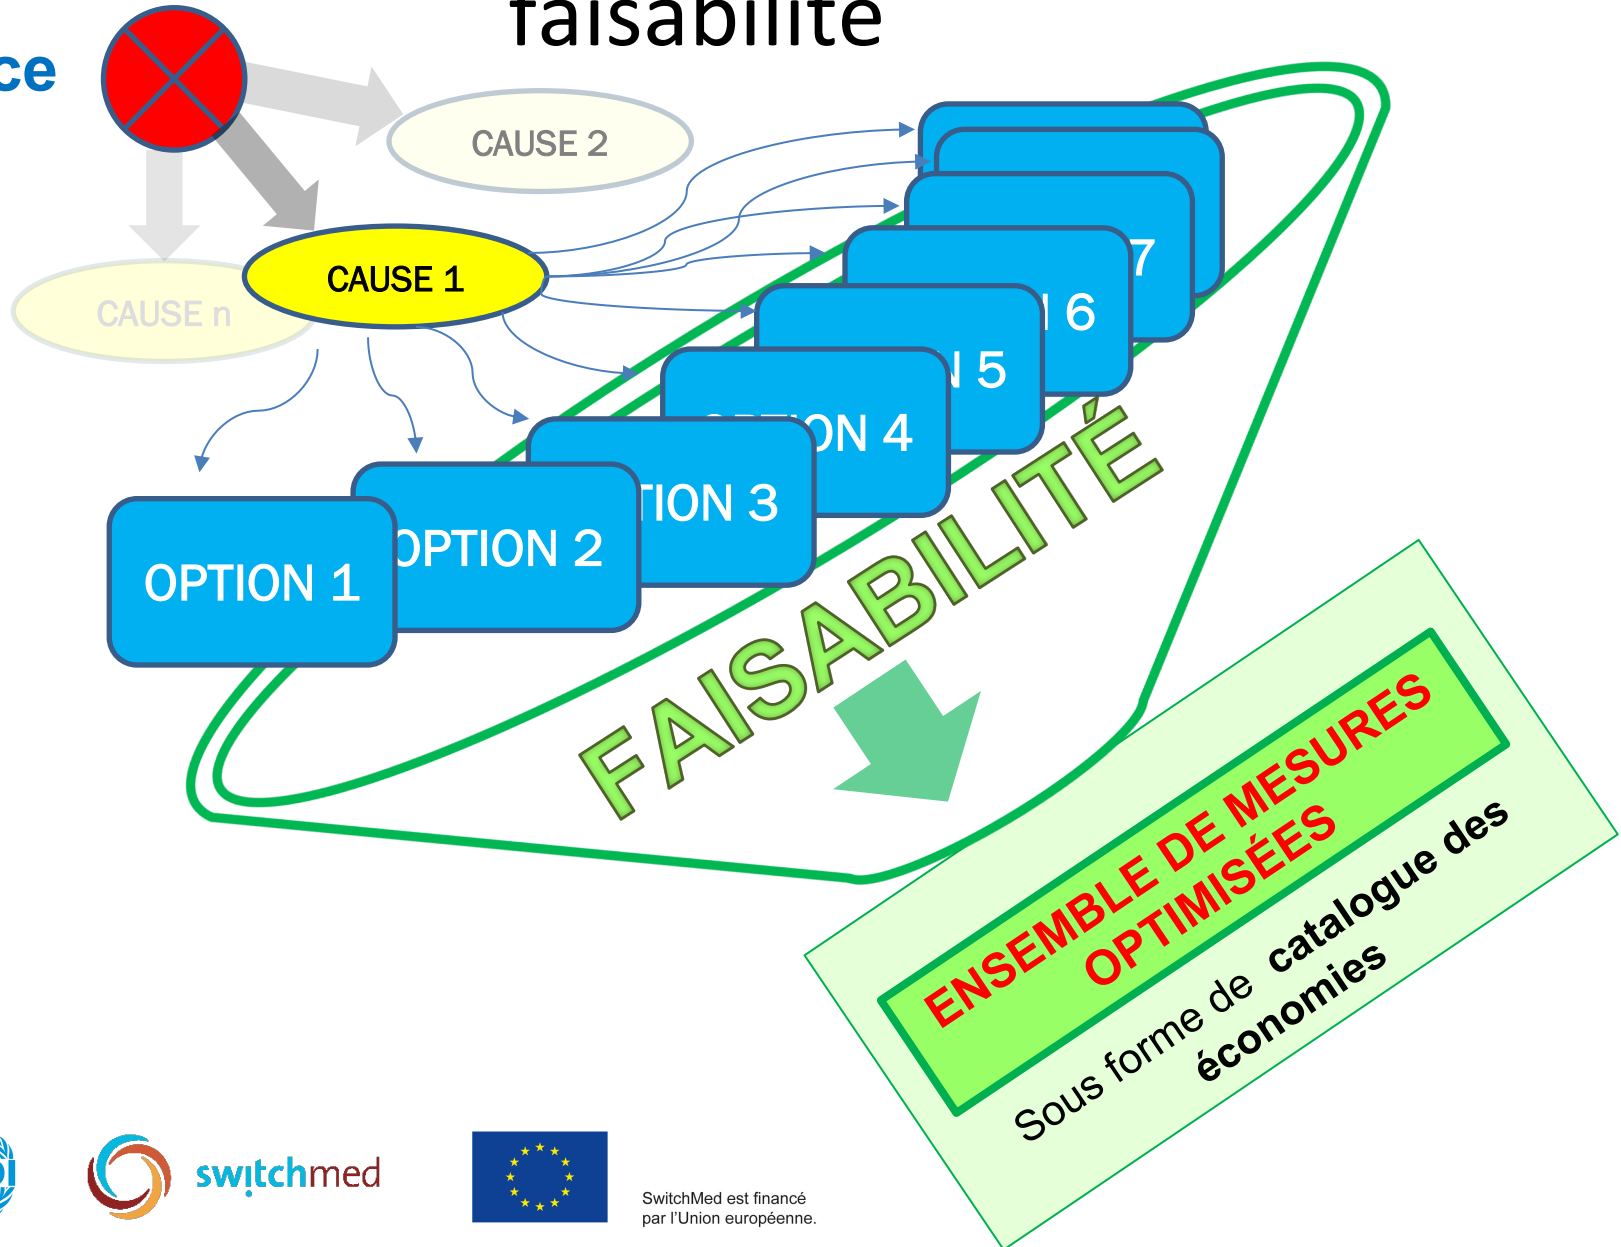 faisabilité
ce
CAUSE 2
CAUSE 1
CAUSE n
7
6
N 5
OPTION 4
TION 3
OPTION 2
OPTION 1
FAISABILITÉ
ENSEMBLE DE MESURES
OPTIMISÉES
Sous forme de catalogue des
économies
switchmed
SwitchMed est financé
par l'Union européenne.